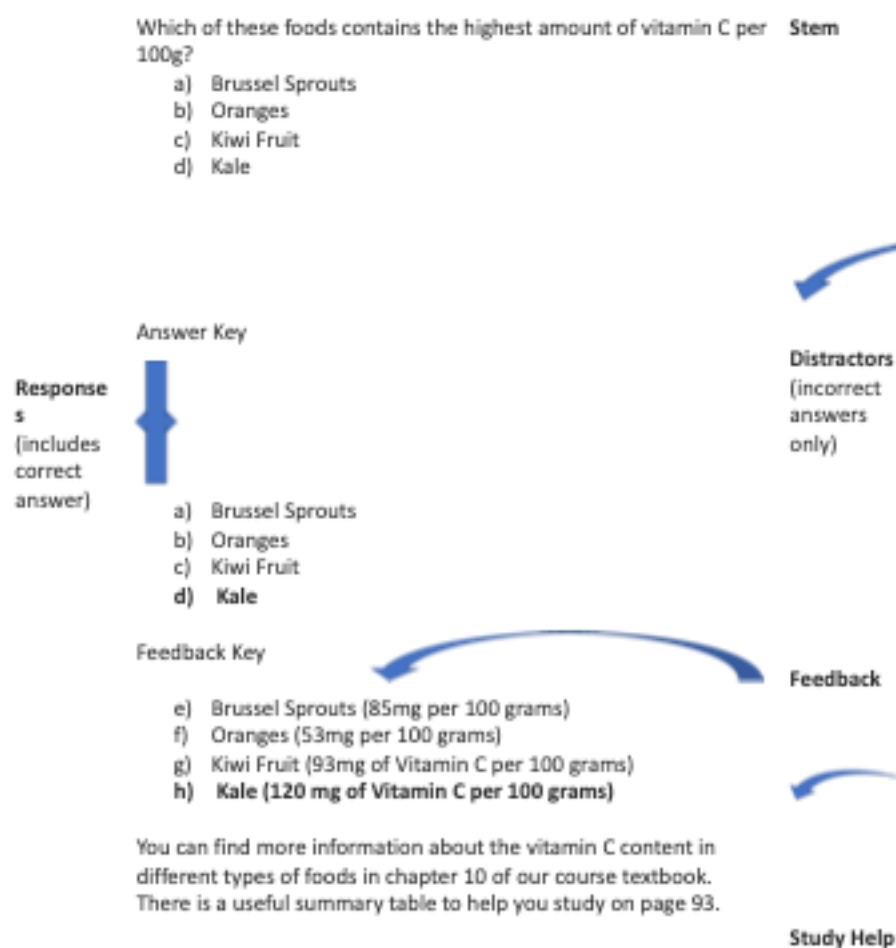 Which of these foods contains the highest amount of vitamin C per
100g?
Stem
a) Brussel Sprouts
b) Oranges
c) Kiwi Fruit
d) Kale
Answer Key
Response
s
(includes
correct
answer)
Distractors
(incorrect
answers
only)
a) Brussel Sprouts
b) Oranges
c) Kiwi Fruit
d) Kale
Feedback Key
Feedback
e) Brussel Sprouts (85mg per 100 grams)
f) Oranges (53mg per 100 grams)
g) Kiwi Fruit (93mg of Vitamin C per 100 grams)
h) Kale (120 mg of Vitamin C per 100 grams)
You can find more information about the vitamin C content in
different types of foods in chapter 10 of our course textbook.
There is a useful summary table to help you study on page 93.
Study Help